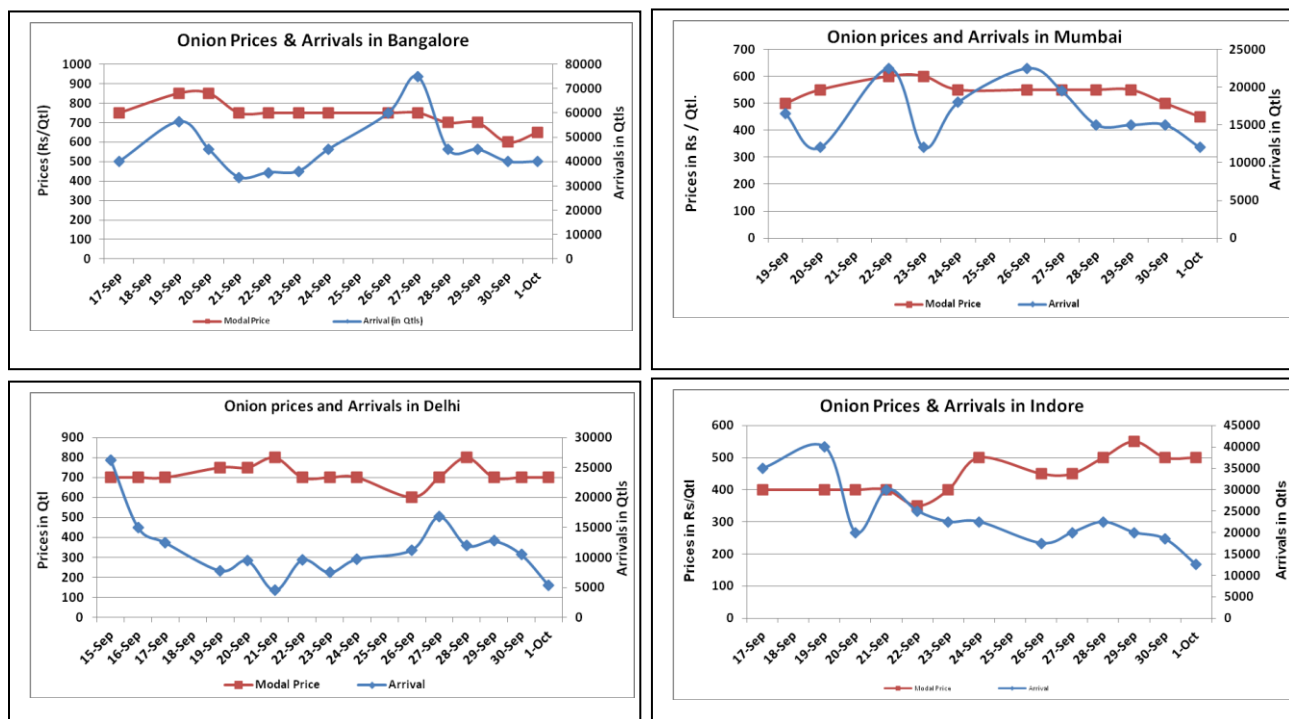 Onion Prices & Arrivals in Bangalore
Prices (Rs/Qtl)
1000
900
800
700
600
500
400
300
200
100
0
80000
70000
60000
50000
40000
30000
20000
10000
0
Arrivals in Qtls
17-Sep
18-Sep
19-Sep
20-Sep
21-Sep
22-Sep
23-Sep
24-Sep
25-Sep
26-Sep
27-Sep
28-Sep
29-Sep
30-Sep
1-Oct
Modal Price
Arrival (in Qtls)
Onion prices and Arrivals in Mumbai
Prices in Rs / Qtl.
700
600
500
400
300
200
100
0
25000
20000
15000
10000
5000
0
Arrivals in Qtls
19-Sep
20-Sep
21-Sep
22-Sep
23-Sep
24-Sep
25-Sep
26-Sep
27-Sep
28-Sep
29-Sep
30-Sep
1-Oct
Modal Price
Arrival
Onion prices and Arrivals in Delhi
Prices in Qtl
900
800
700
600
500
400
300
200
100
0
30000
25000
20000
15000
10000
5000
0
Arrivals in Qtls
15-Sep
16-Sep
17-Sep
18-Sep
19-Sep
20-Sep
21-Sep
22-Sep
23-Sep
24-Sep
25-Sep
26-Sep
27-Sep
28-Sep
29-Sep
30-Sep
1-Oct
Modal Price
Arrival
Onion Prices & Arrivals in Indore
Prices in Rs/Qtl
600
500
400
300
200
100
0
45000
40000
35000
30000
25000
20000
15000
10000
5000
0
Arrivals in Qtls
17-Sep
18-Sep
19-Sep
20-Sep
21-Sep
22-Sep
23-Sep
24-Sep
25-Sep
26-Sep
27-Sep
28-Sep
29-Sep
30-Sep
1-Oct
Modal Price
Arrival